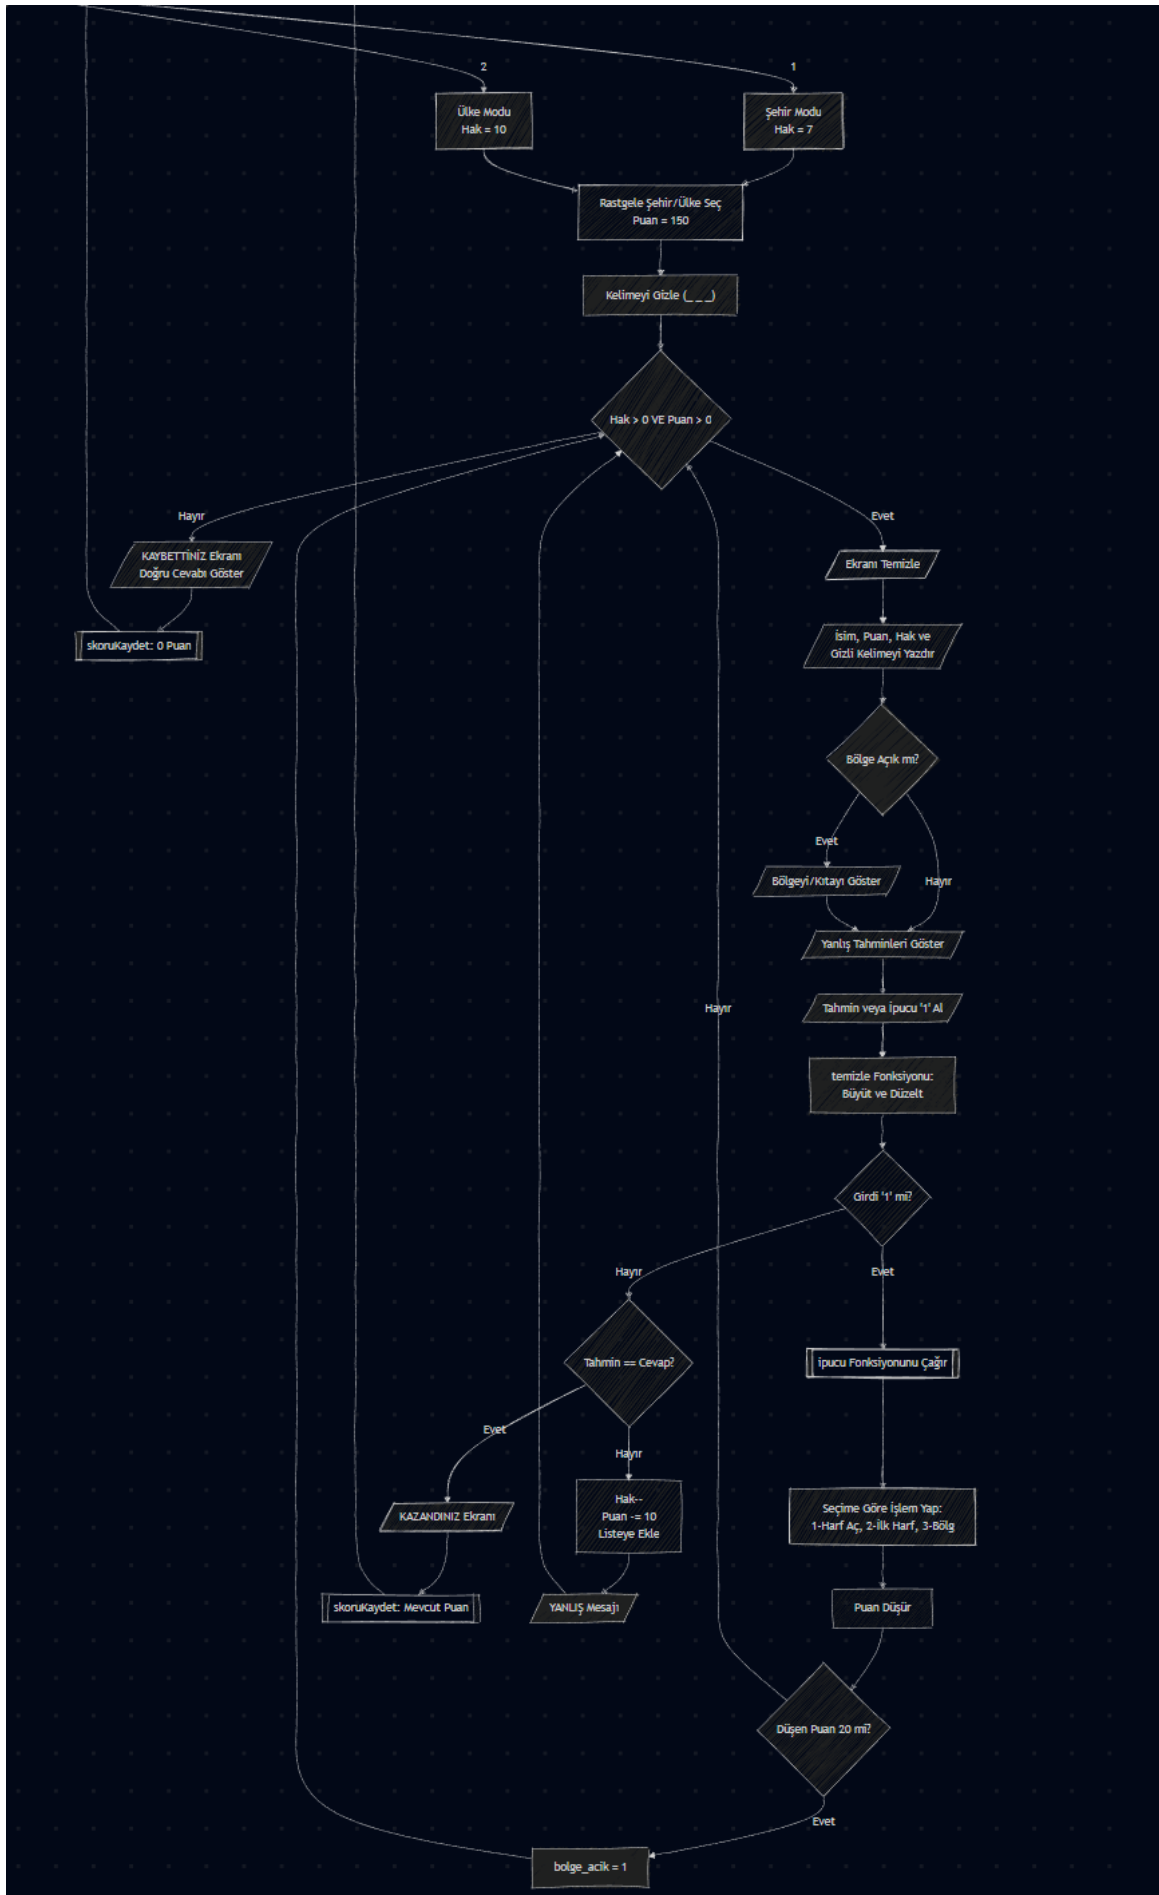 2
1
Ülke Modu
Hak = 10
Şehir Modu
Hak = 7
Rastgele Şehir/Ülke Seç
Puan = 150
Kelimeyi Gizle (_ _ _)
Hak > 0 VE Puan > 0
Hayır
Evet
KAYBETTİNİZ Ekranı
Doğru Cevabı Göster
Ekranı Temizle
skoruKaydet: 0 Puan
İsim, Puan, Hak ve
Gizli Kelimeyi Yazdır
Bölge Açık mı?
Evet
Bölgeyi/Kıtayı Göster
Hayır
Yanlış Tahminleri Göster
Hayır
Tahmin veya İpucu '1' Al
temizle Fonksiyonu:
Büyüt ve Düzelt
Girdi '1' mi?
Hayır
Evet
Tahmin == Cevap?
ipucu Fonksiyonunu Çağır
Evet
Hayır
KAZANDINIZ Ekranı
Hak--
Puan -= 10
Listeye Ekle
Seçime Göre İşlem Yap:
1-Harf Aç, 2-İlk Harf, 3-Bölg
skoruKaydet: Mevcut Puan
YANLIŞ Mesajı
Puan Düşür
Düşen Puan 20 mi?
Evet
bolge_acik = 1